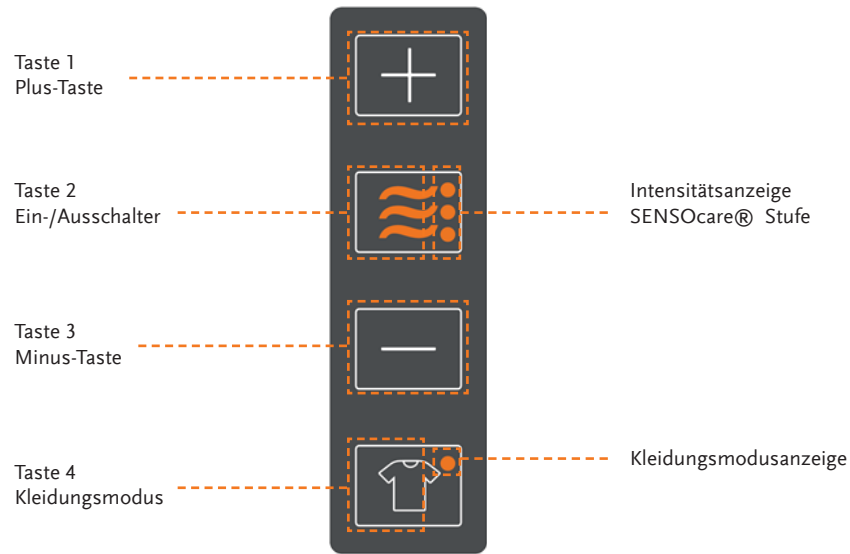 Taste 1
Plus-Taste
Taste 2
Ein-/Ausschalter
Intensitätsanzeige
SENSOcare® Stufe
Taste 3
Minus-Taste
Taste 4
Kleidungsmodus
Kleidungsmodusanzeige